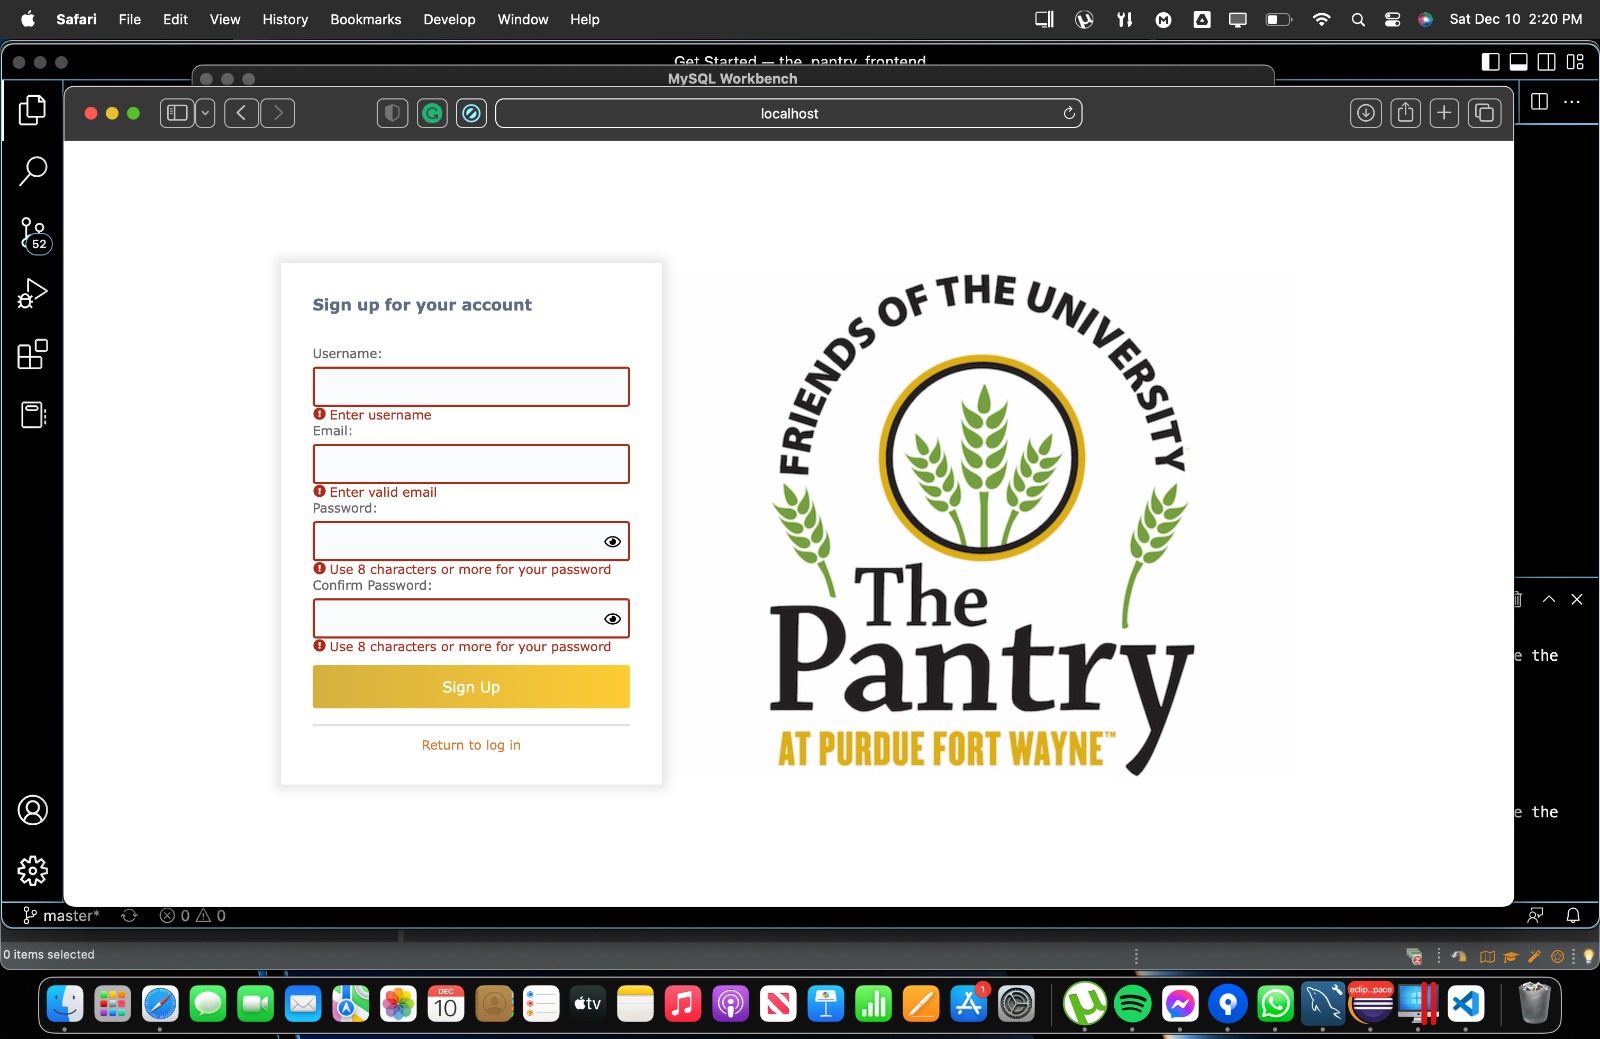 Safari File Edit View History Bookmarks Develop Window Help Sat Dec 10 2:20 PM
Get Started — the_pantry_frontend
MySQL Workbench
localhost
52
Sign up for your account
Username:
Enter username
Email:
Enter valid email
Password:
Use 8 characters or more for your password
Confirm Password:
Use 8 characters or more for your password
Sign Up
Return to log in
FRIENDS OF THE UNIVERSITY
The
Pantry
AT PURDUE FORT WAYNE™
e the
e the
master* 0 0
0 items selected
DEC
10
tv
1
eclip...pace